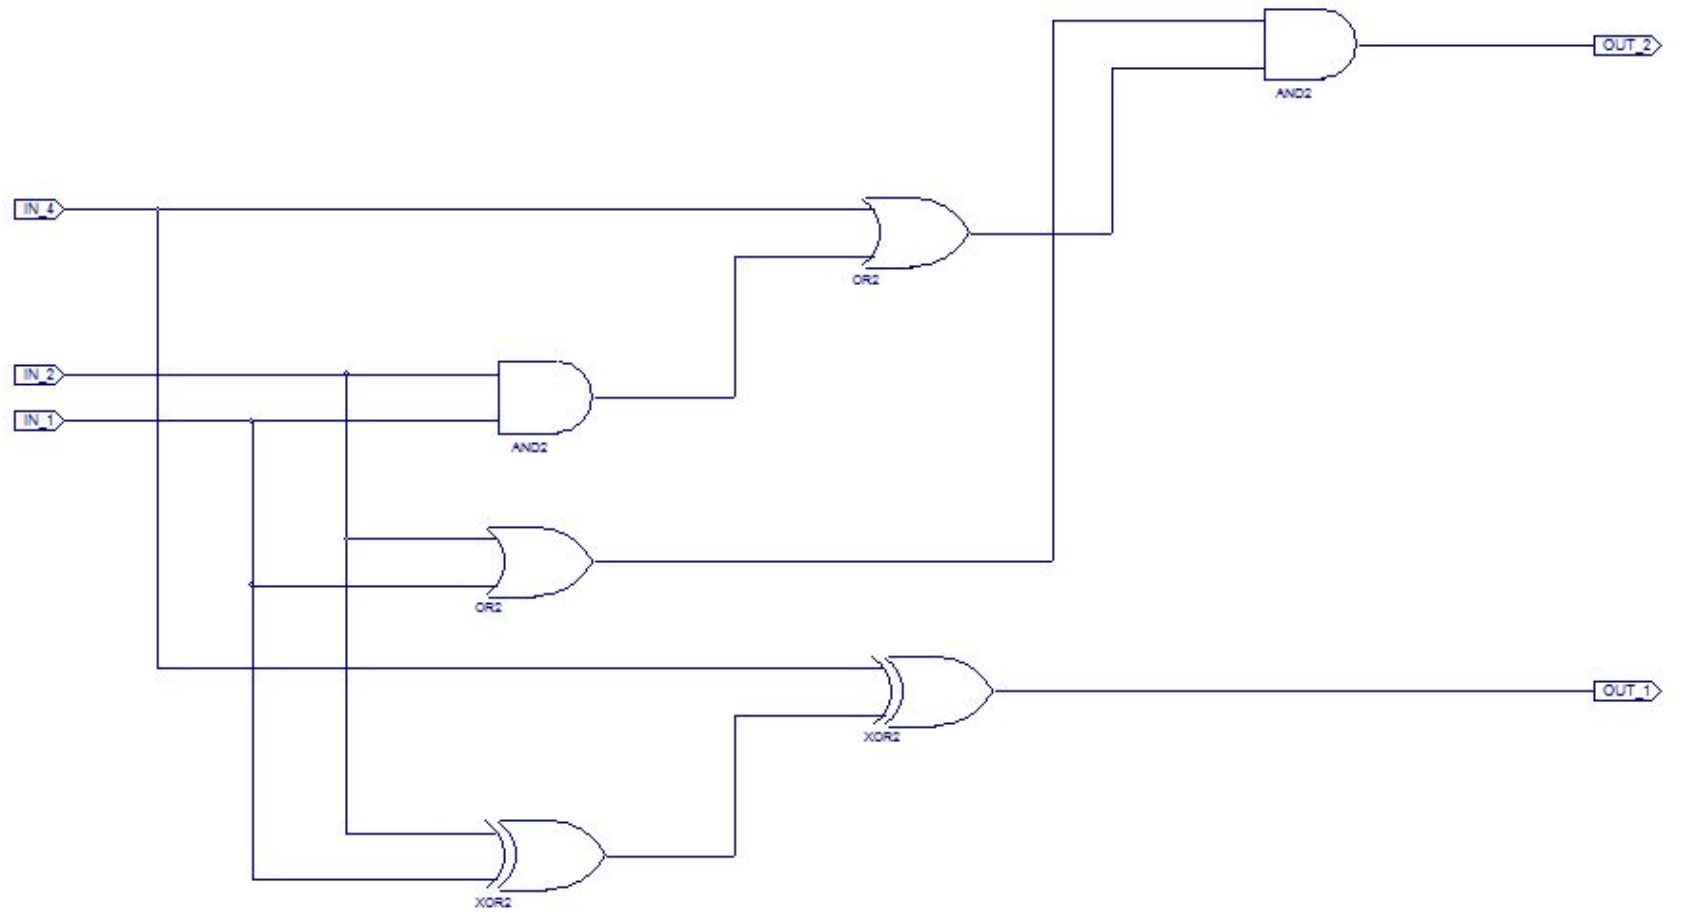 OUT_2
AND2
IN_4
OR2
IN_2
IN_1
AND2
OR2
OUT_1
XOR2
XOR2